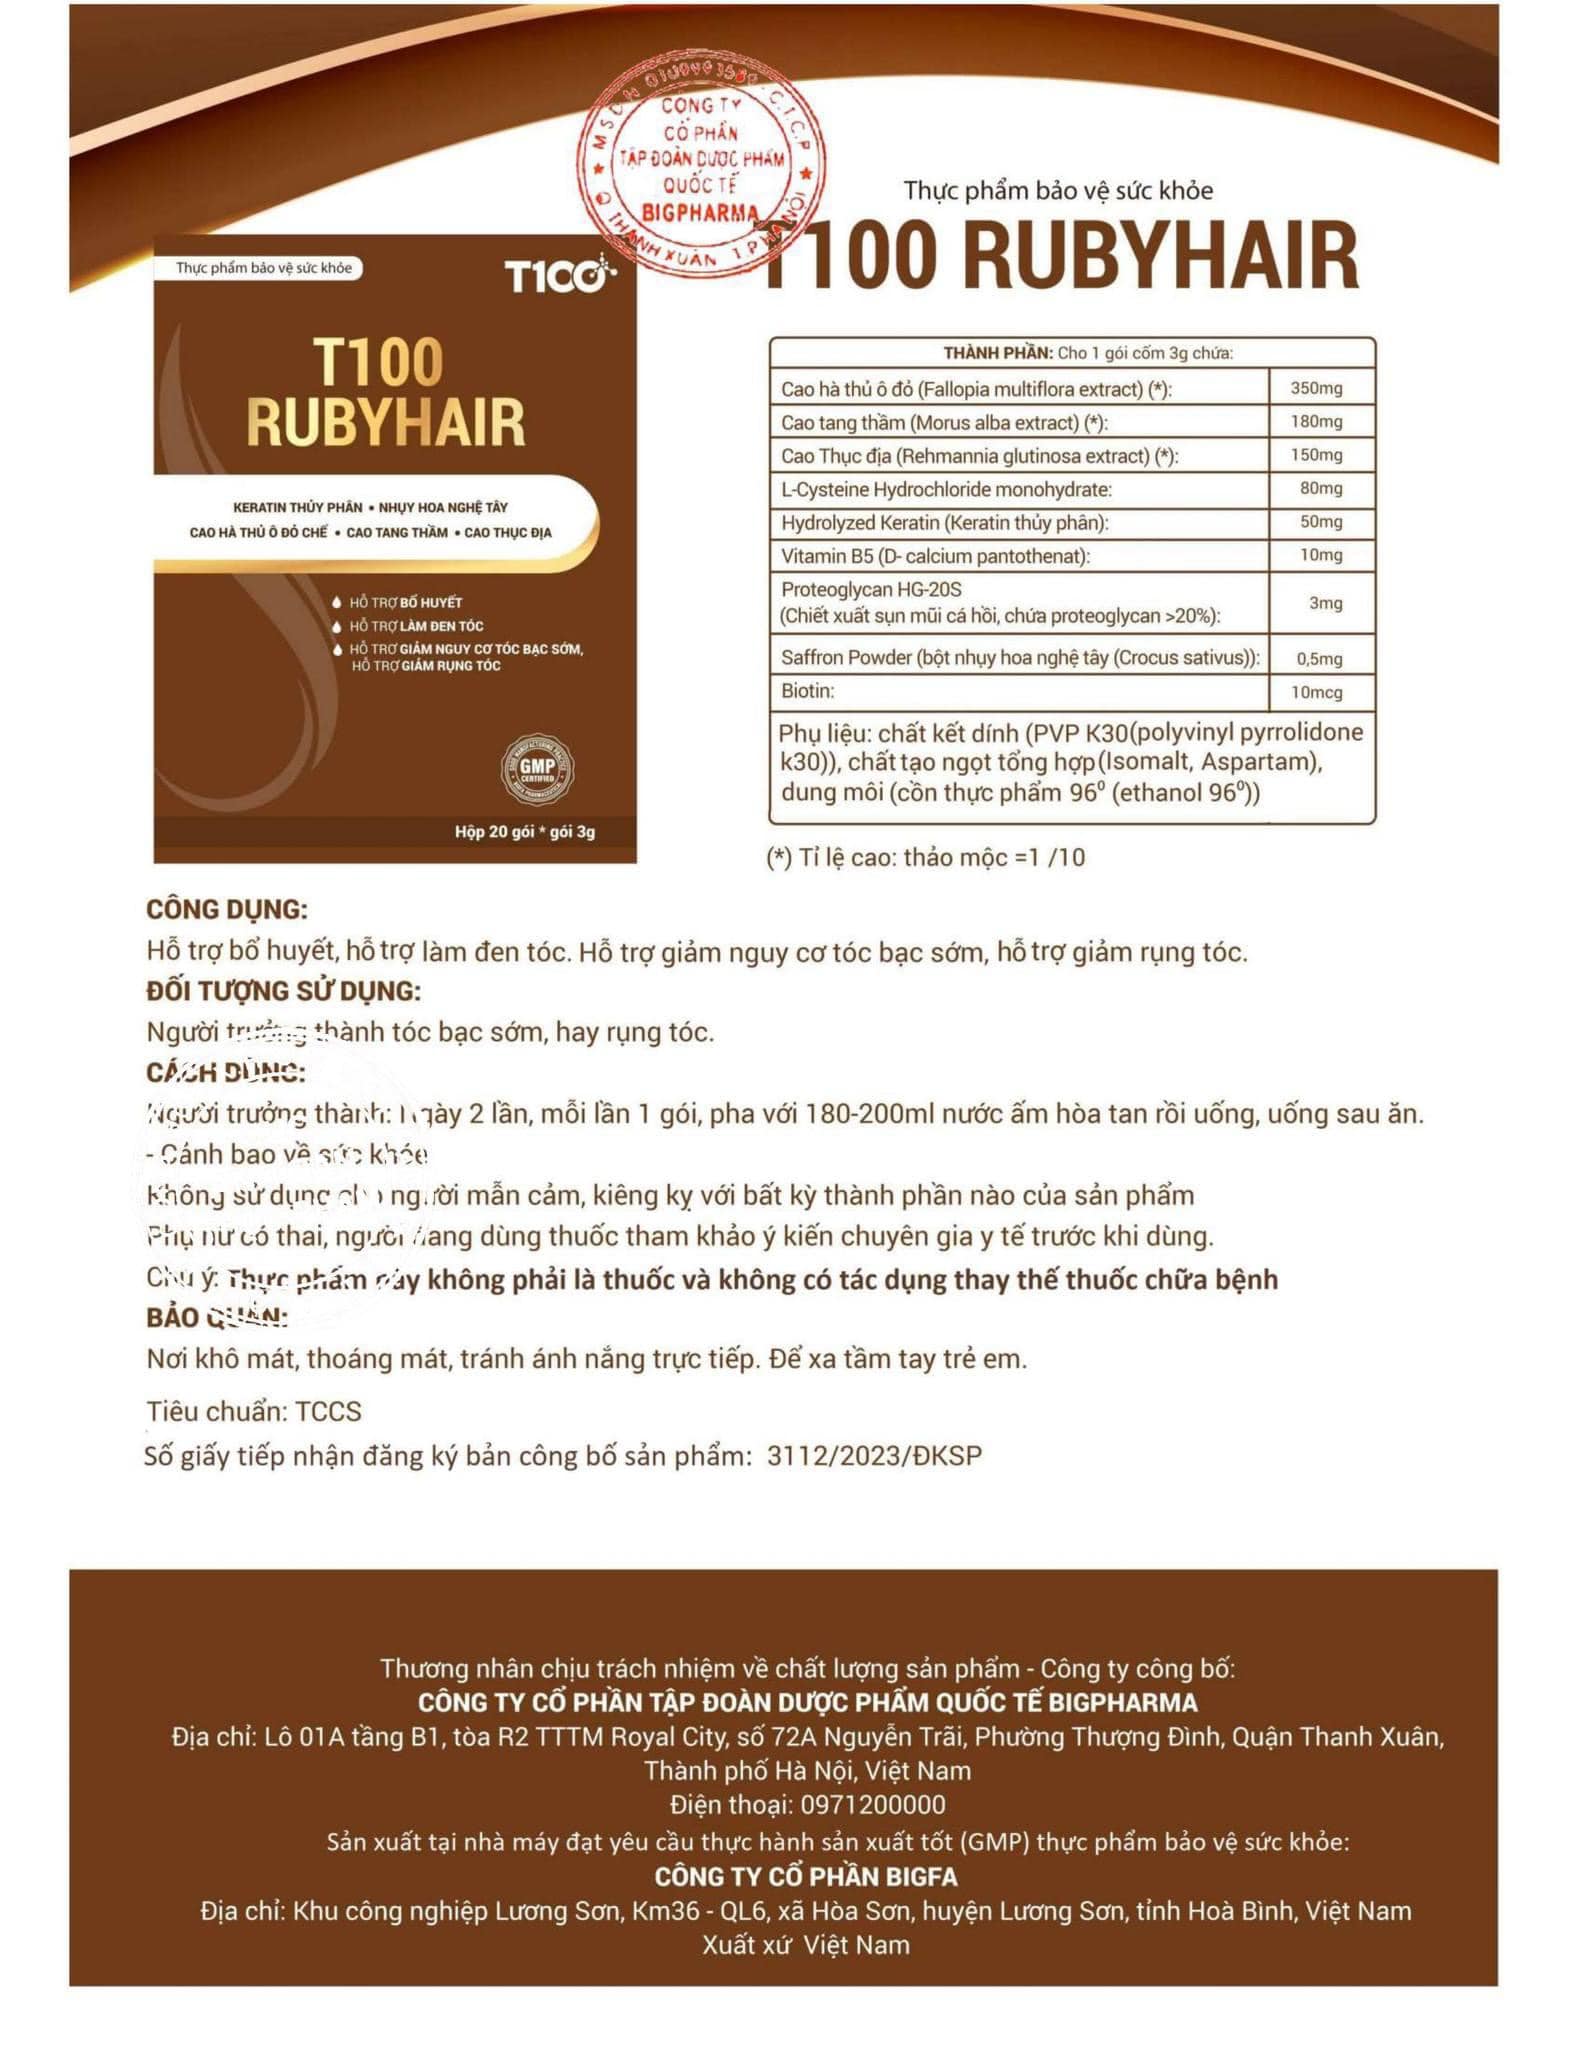 MSDN 0109493568 C.T.C.P
CÔNG TY
CỔ PHẦN
TẬP ĐOÀN DƯỢC PHẨM
QUỐC TẾ
BIGPHARMA
Q THANH XUÂN T.P HÀ NỘI
Thực phẩm bảo vệ sức khỏe
T100 RUBYHAIR
Thực phẩm bảo vệ sức khỏe
T100
T100
RUBYHAIR
KERATIN THỦY PHÂN • NHỤY HOA NGHỆ TÂY
CAO HÀ THỦ Ô ĐỎ CHẾ • CAO TANG THẦM • CAO THỤC ĐỊA
HỖ TRỢ BỔ HUYẾT
HỖ TRỢ LÀM ĐEN TÓC
HỖ TRỢ GIẢM NGUY CƠ TÓC BẠC SỚM,
HỖ TRỢ GIẢM RỤNG TÓC
GOOD MANUFACTURING PRACTICE
GMP
CERTIFIED
Hộp 20 gói * gói 3g
THÀNH PHẦN: Cho 1 gói cốm 3g chứa:
Cao hà thủ ô đỏ (Fallopia multiflora extract) (*): 350mg
Cao tang thầm (Morus alba extract) (*): 180mg
Cao Thục địa (Rehmannia glutinosa extract) (*): 150mg
L-Cysteine Hydrochloride monohydrate: 80mg
Hydrolyzed Keratin (Keratin thủy phân): 50mg
Vitamin B5 (D- calcium pantothenat): 10mg
Proteoglycan HG-20S
(Chiết xuất sụn mũi cá hồi, chứa proteoglycan >20%): 3mg
Saffron Powder (bột nhụy hoa nghệ tây (Crocus sativus)): 0,5mg
Biotin: 10mcg
Phụ liệu: chất kết dính (PVP K30(polyvinyl pyrrolidone
k30)), chất tạo ngọt tổng hợp(Isomalt, Aspartam),
dung môi (cồn thực phẩm 96⁰ (ethanol 96⁰))
(*) Tỉ lệ cao: thảo mộc =1 /10
CÔNG DỤNG:
Hỗ trợ bổ huyết, hỗ trợ làm đen tóc. Hỗ trợ giảm nguy cơ tóc bạc sớm, hỗ trợ giảm rụng tóc.
ĐỐI TƯỢNG SỬ DỤNG:
Người trưởng thành tóc bạc sớm, hay rụng tóc.
CÁCH DÙNG:
Người trưởng thành: Ngày 2 lần, mỗi lần 1 gói, pha với 180-200ml nước ấm hòa tan rồi uống, uống sau ăn.
- Cảnh bao về sức khỏe
Không sử dụng cho người mẫn cảm, kiêng kỵ với bất kỳ thành phần nào của sản phẩm
Phụ nữ có thai, người đang dùng thuốc tham khảo ý kiến chuyên gia y tế trước khi dùng.
Chú ý: Thực phẩm này không phải là thuốc và không có tác dụng thay thế thuốc chữa bệnh
BẢO QUẢN:
Nơi khô mát, thoáng mát, tránh ánh nắng trực tiếp. Để xa tầm tay trẻ em.
Tiêu chuẩn: TCCS
Số giấy tiếp nhận đăng ký bản công bố sản phẩm: 3112/2023/ĐKSP
Thương nhân chịu trách nhiệm về chất lượng sản phẩm - Công ty công bố:
CÔNG TY CỔ PHẦN TẬP ĐOÀN DƯỢC PHẨM QUỐC TẾ BIGPHARMA
Địa chỉ: Lô 01A tầng B1, tòa R2 TTTM Royal City, số 72A Nguyễn Trãi, Phường Thượng Đình, Quận Thanh Xuân,
Thành phố Hà Nội, Việt Nam
Điện thoại: 0971200000
Sản xuất tại nhà máy đạt yêu cầu thực hành sản xuất tốt (GMP) thực phẩm bảo vệ sức khỏe:
CÔNG TY CỔ PHẦN BIGFA
Địa chỉ: Khu công nghiệp Lương Sơn, Km36 - QL6, xã Hòa Sơn, huyện Lương Sơn, tỉnh Hoà Bình, Việt Nam
Xuất xứ Việt Nam